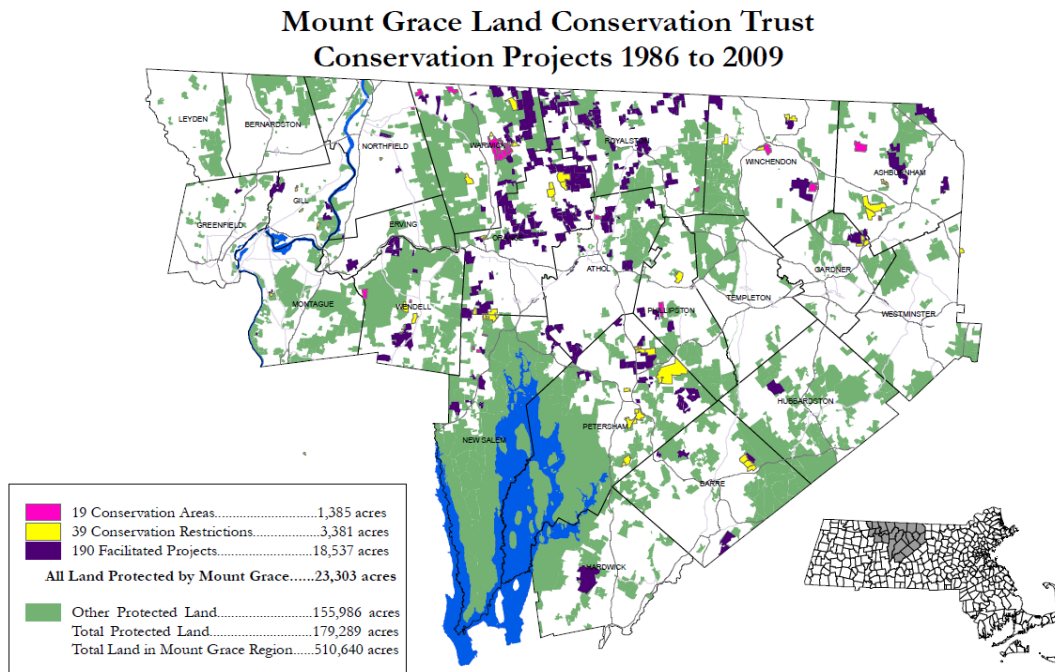 Mount Grace Land Conservation Trust
Conservation Projects 1986 to 2009
LEYDEN
BERNARDSTON
NORTHFIELD
WARWICK
ROYALSTON
WINCHENDON
ASHBURNHAM
GILL
GREENFIELD
ERVING
ORANGE
ATHOL
GARDNER
MONTAGUE
WENDELL
PHILLIPSTON
TEMPLETON
WESTMINSTER
HUBBARDSTON
NEW SALEM
PETERSHAM
BARRE
HARDWICK
19 Conservation Areas..............................1,385 acres
39 Conservation Restrictions....................3,381 acres
190 Facilitated Projects...........................18,537 acres
All Land Protected by Mount Grace......23,303 acres
Other Protected Land.......................155,986 acres
Total Protected Land.........................179,289 acres
Total Land in Mount Grace Region.....510,640 acres